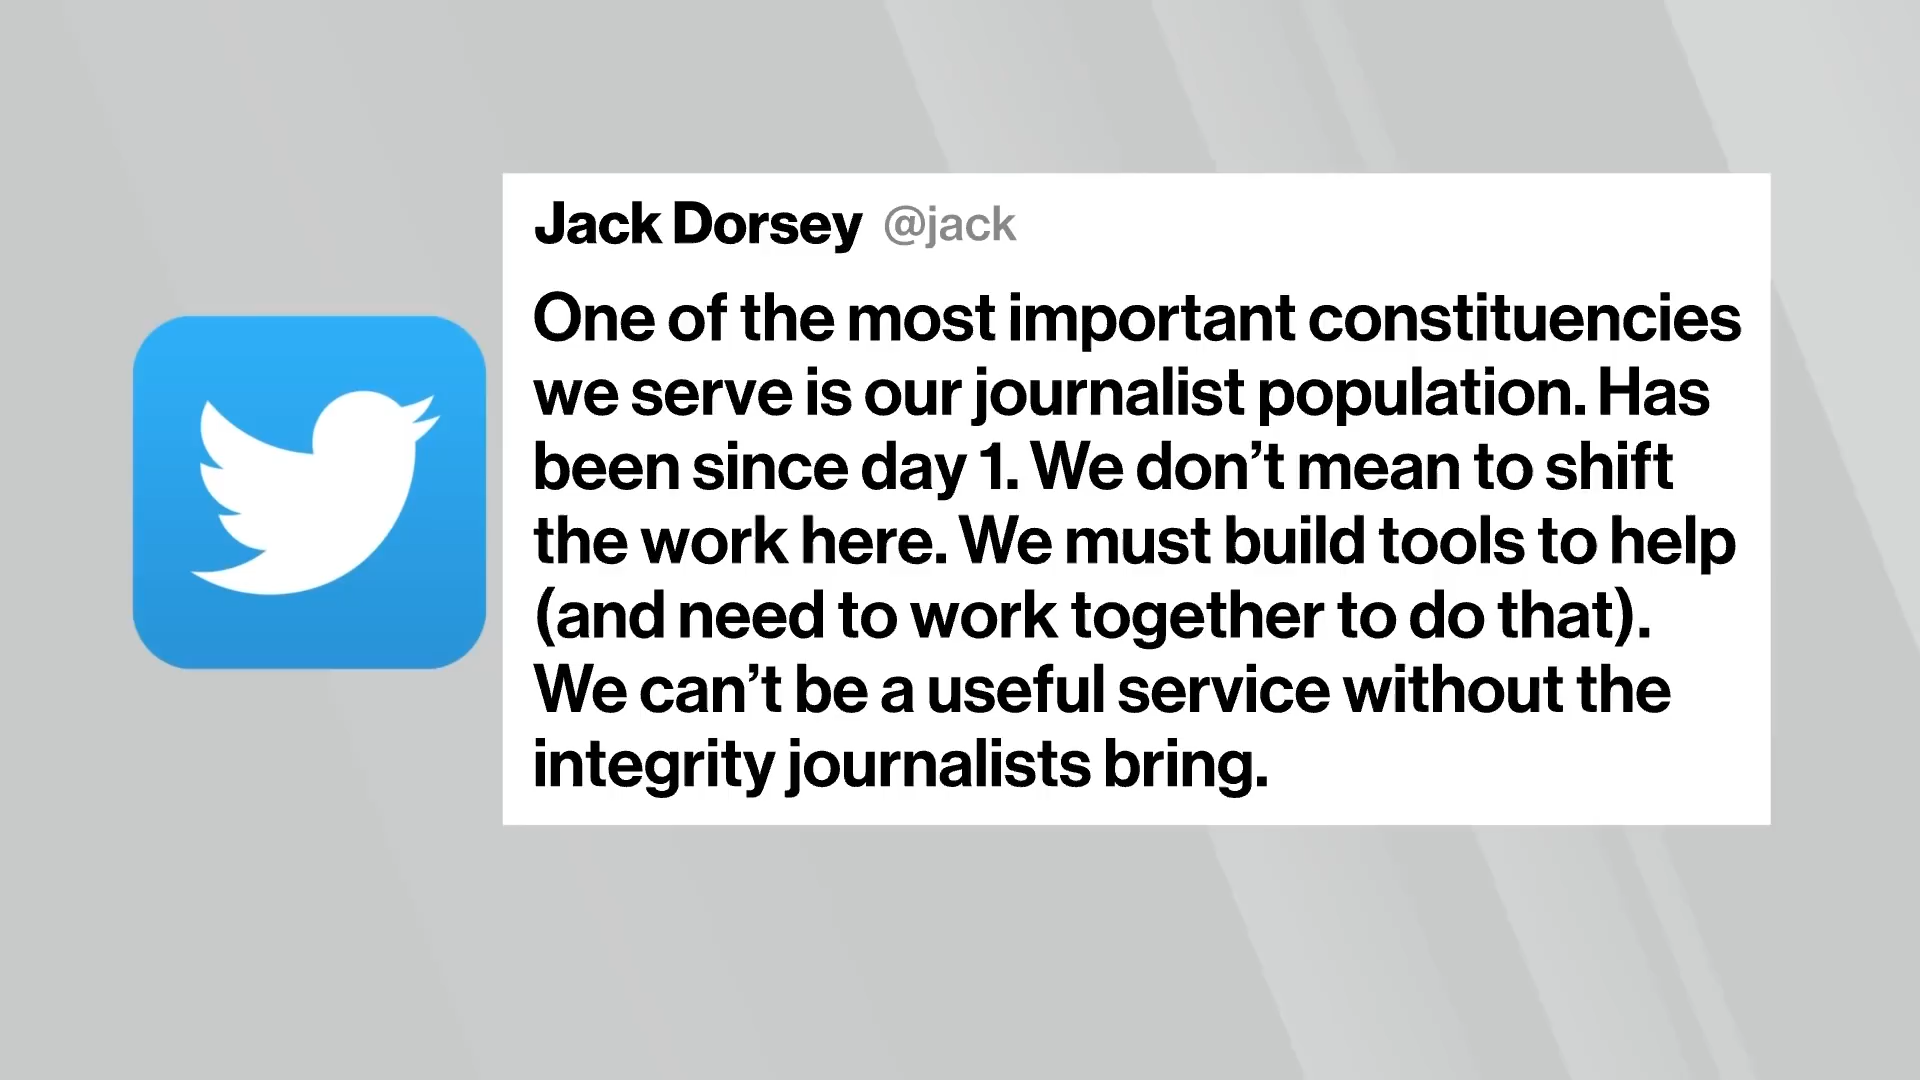 Jack Dorsey @jack
One of the most important constituencies
we serve is our journalist population. Has
been since day 1. We don’t mean to shift
the work here. We must build tools to help
(and need to work together to do that).
We can’t be a useful service without the
integrity journalists bring.